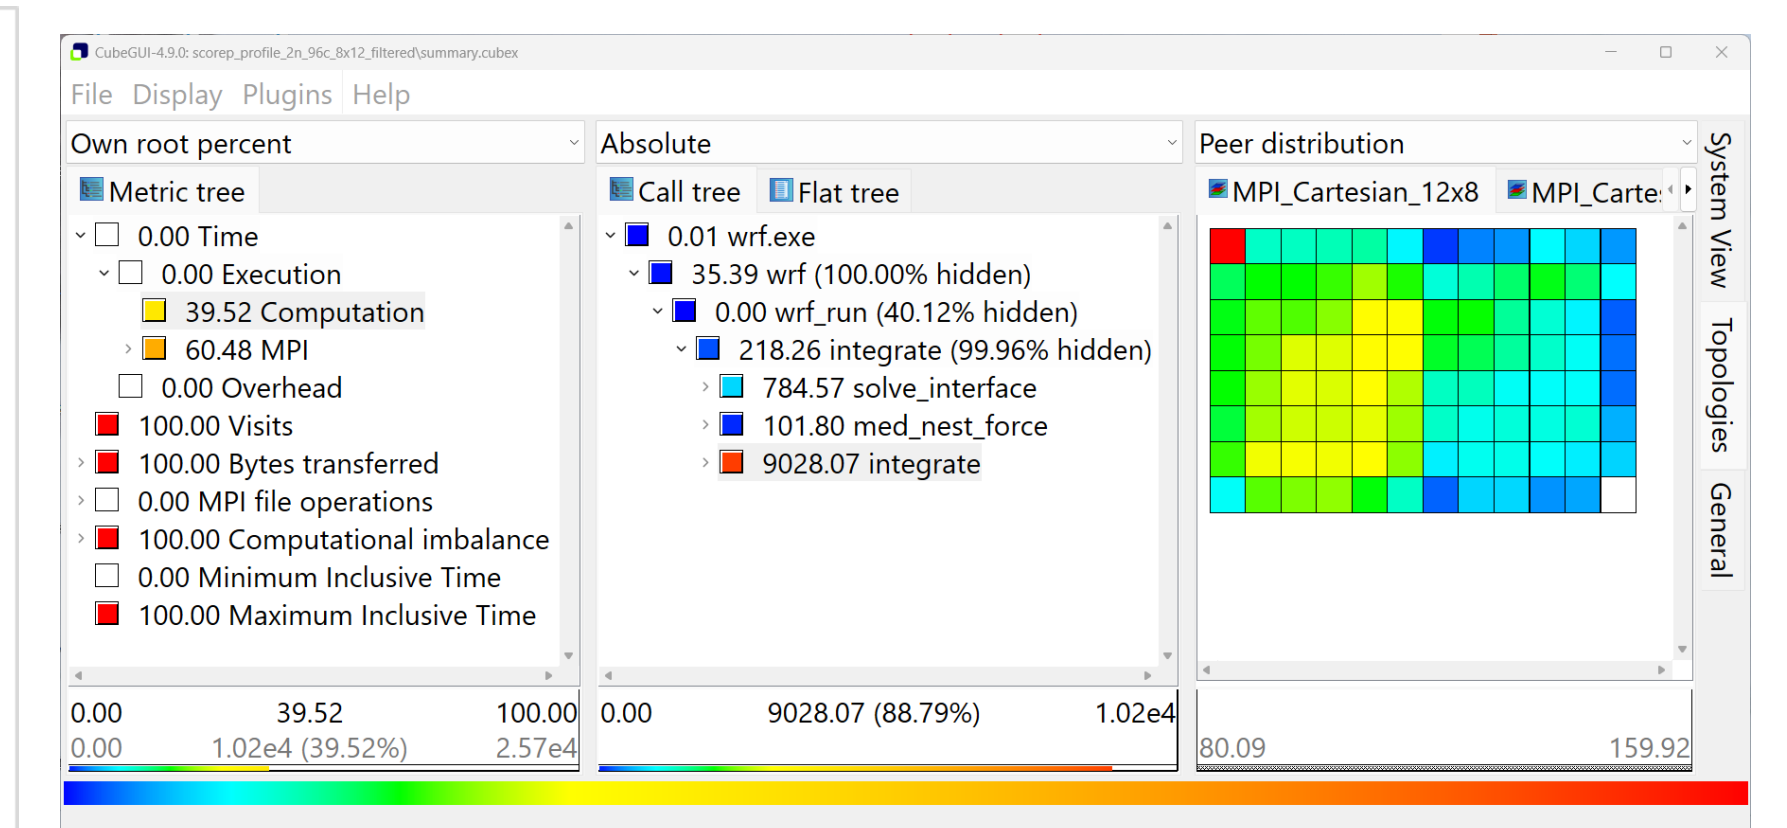 CubeGUI-4.9.0: scorep_profile_2n_96c_8x12_filtered\summary.cubex
File Display Plugins Help
Own root percent
Metric tree
0.00 Time
0.00 Execution
39.52 Computation
60.48 MPI
0.00 Overhead
100.00 Visits
100.00 Bytes transferred
0.00 MPI file operations
100.00 Computational imbalance
0.00 Minimum Inclusive Time
100.00 Maximum Inclusive Time
0.00 39.52 100.00
0.00 1.02e4 (39.52%) 2.57e4
Absolute
Call tree Flat tree
0.01 wrf.exe
35.39 wrf (100.00% hidden)
0.00 wrf_run (40.12% hidden)
218.26 integrate (99.96% hidden)
784.57 solve_interface
101.80 med_nest_force
9028.07 integrate
0.00 9028.07 (88.79%) 1.02e4
Peer distribution
MPI_Cartesian_12x8 MPI_Carte:
80.09 159.92
System View
Topologies
General